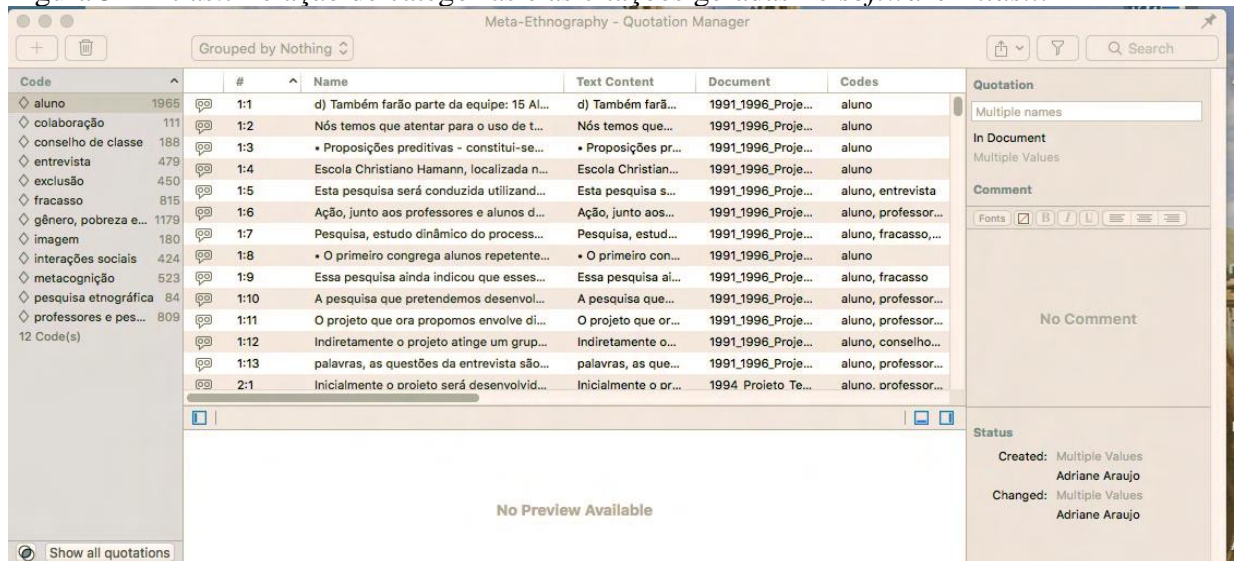 Meta-Ethnography - Quotation Manager
Grouped by Nothing
Search
Code
aluno 1965
colaboração 111
conselho de classe 188
entrevista 479
exclusão 450
fracasso 815
gênero, pobreza e... 1179
imagem 180
interações sociais 424
metacognição 523
pesquisa etnográfica 84
professores e pes... 809
12 Code(s)
Show all quotations
# Name Text Content Document Codes
1:1 d) Também farão parte da equipe: 15 Al... d) Também farã... 1991_1996_Proje... aluno
1:2 Nós temos que atentar para o uso de t... Nós temos que... 1991_1996_Proje... aluno
1:3 • Proposições preditivas - constitui-se... • Proposições pr... 1991_1996_Proje... aluno
1:4 Escola Christiano Hamann, localizada n... Escola Christian... 1991_1996_Proje... aluno
1:5 Esta pesquisa será conduzida utilizand... Esta pesquisa s... 1991_1996_Proje... aluno, entrevista
1:6 Ação, junto aos professores e alunos d... Ação, junto aos... 1991_1996_Proje... aluno, professor...
1:7 Pesquisa, estudo dinâmico do process... Pesquisa, estud... 1991_1996_Proje... aluno, fracasso,...
1:8 • O primeiro congrega alunos repetente... • O primeiro con... 1991_1996_Proje... aluno
1:9 Essa pesquisa ainda indicou que esses... Essa pesquisa ai... 1991_1996_Proje... aluno, fracasso
1:10 A pesquisa que pretendemos desenvol... A pesquisa que... 1991_1996_Proje... aluno, professor...
1:11 O projeto que ora propomos envolve di... O projeto que or... 1991_1996_Proje... aluno, professor...
1:12 Indiretamente o projeto atinge um grup... Indiretamente o... 1991_1996_Proje... aluno, conselho...
1:13 palavras, as questões da entrevista são... palavras, as que... 1991_1996_Proje... aluno, professor...
2:1 Inicialmente o projeto será desenvolvid... Inicialmente o pr... 1994 Projeto Te... aluno, professor...
No Preview Available
Quotation
Multiple names
In Document
Multiple Values
Comment
Fonts B I U
No Comment
Status
Created: Multiple Values
Adriane Araujo
Changed: Multiple Values
Adriane Araujo